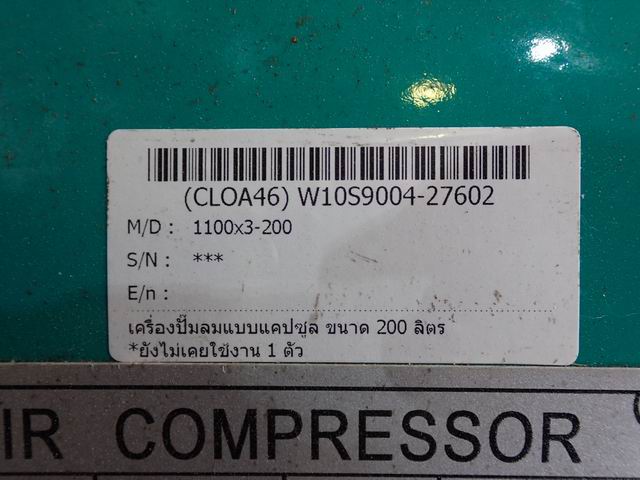 (CLOA46) W10S9004-27602
M/D : 1100x3-200
S/N : ***
E/n :
เครื่องปั๊มลมแบบแคปซูล ขนาด 200 ลิตร
*ยังไม่เคยใช้งาน 1 ตัว
IR COMPRESSOR